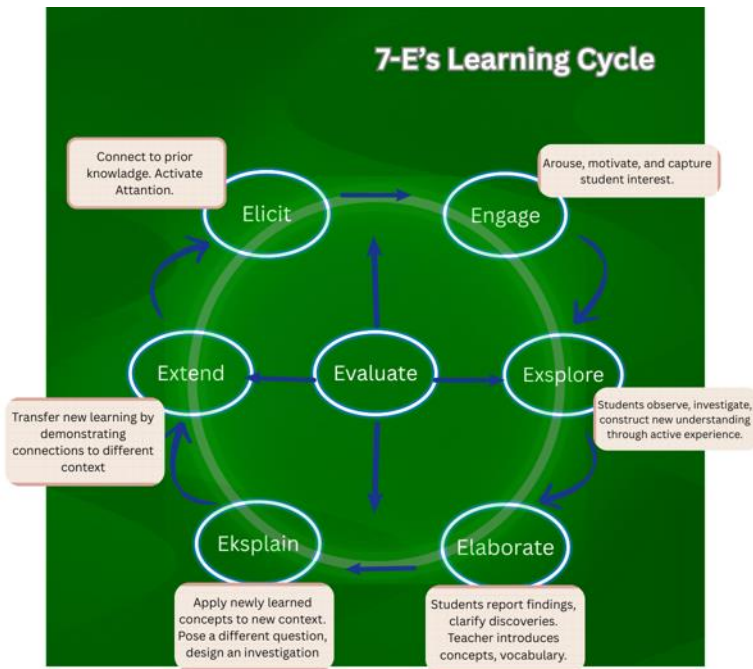 7-E's Learning Cycle
Connect to prior
knowladge. Activate
Attantion.
Elicit
Arouse, motivate, and capture
student interest.
Engage
Extend
Evaluate
Exsplore
Transfer new learning by
demonstrating
connections to different
context
Students observe, investigate,
construct new understanding
through active experience.
Eksplain
Elaborate
Apply newly learned
concepts to new context.
Pose a different question,
design an investigation
Students report findings,
clarify discoveries.
Teacher introduces
concepts, vocabulary.